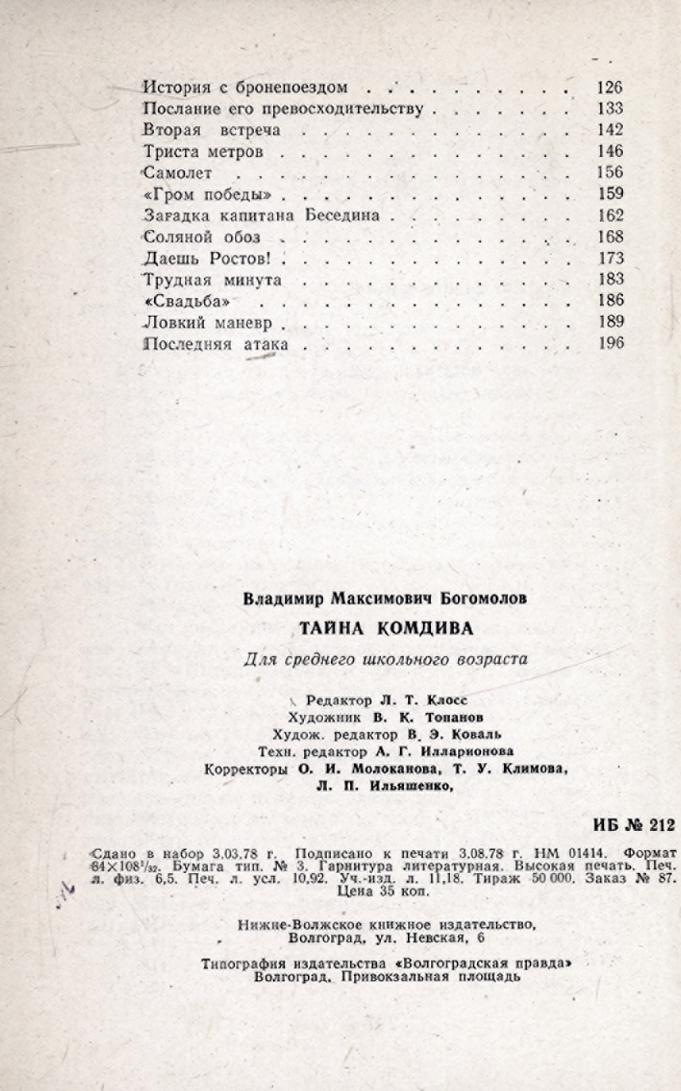 История с бронепоездом . . . . . . . . . . 126
Послание его превосходительству . . . . . . . 133
Вторая встреча . . . . . . . . . . . . . 142
Триста метров . . . . . . . . . . . . . . 146
Самолет . . . . . . . . . . . . . . . . 156
«Гром победы» . . . . . . . . . . . . . . 159
Загадка капитана Беседина . . . . . . . . . 162
Соляной обоз . . . . . . . . . . . . . . 168
Даешь Ростов! . . . . . . . . . . . . . . 173
Трудная минута . . . . . . . . . . . . . 183
«Свадьба» . . . . . . . . . . . . . . . 186
Ловкий маневр . . . . . . . . . . . . . . 189
Последняя атака . . . . . . . . . . . . . 196
Владимир Максимович Богомолов
ТАЙНА КОМДИВА
Для среднего школьного возраста
Редактор Л. Т. Клосс
Художник В. К. Топанов
Худож. редактор В. Э. Коваль
Техн. редактор А. Г. Илларионова
Корректоры О. И. Молоканова, Т. У. Климова,
Л. П. Ильяшенко,
ИБ № 212
Сдано в набор 3.03.78 г. Подписано к печати 3.08.78 г. НМ 01414. Формат
84×108¹/₃₂. Бумага тип. № 3. Гарнитура литературная. Высокая печать. Печ.
л. физ. 6,5. Печ. л. усл. 10,92. Уч.-изд. л. 11,18. Тираж 50 000. Заказ № 87.
Цена 35 коп.
Нижне-Волжское книжное издательство,
Волгоград, ул. Невская, 6
Типография издательства «Волгоградская правда»
Волгоград, Привокзальная площадь